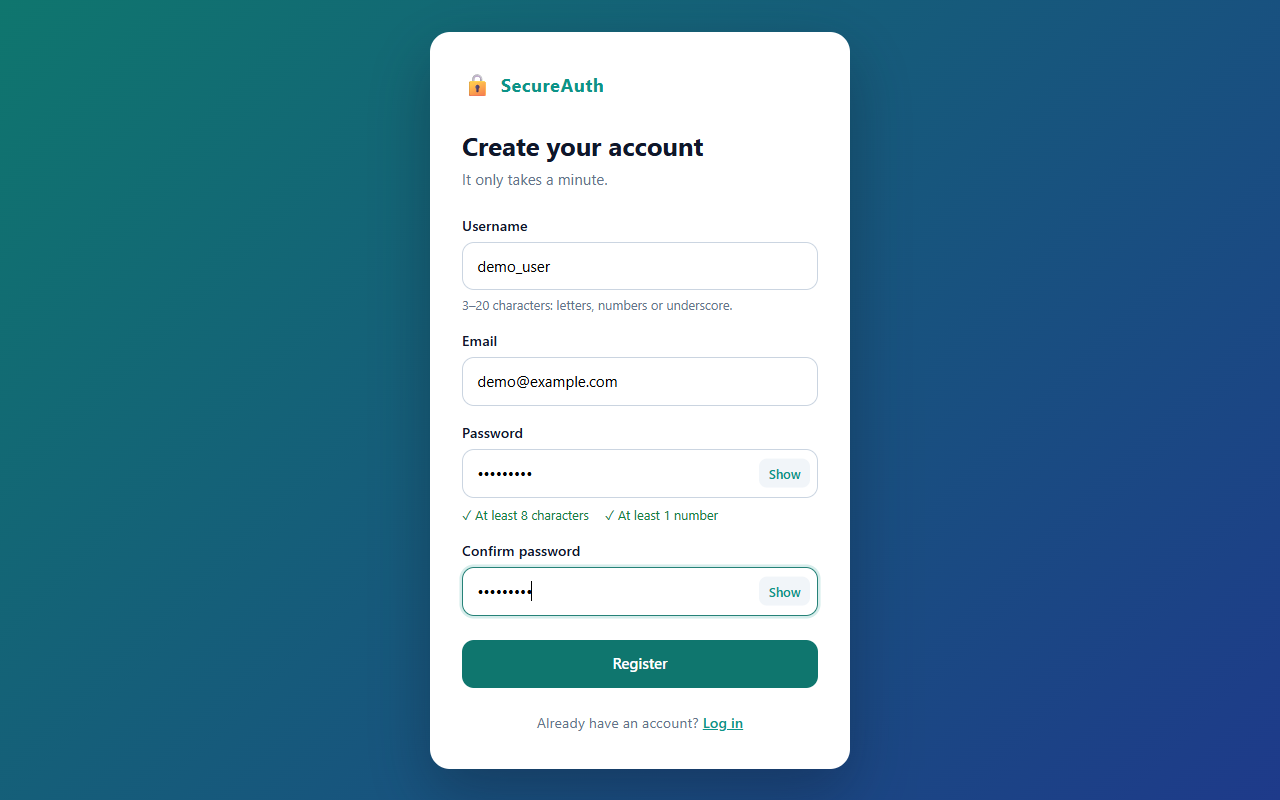 SecureAuth
Create your account
It only takes a minute.
Username
demo_user
3–20 characters: letters, numbers or underscore.
Email
demo@example.com
Password
••••••••• Show
✓ At least 8 characters ✓ At least 1 number
Confirm password
••••••••• Show
Register
Already have an account? Log in